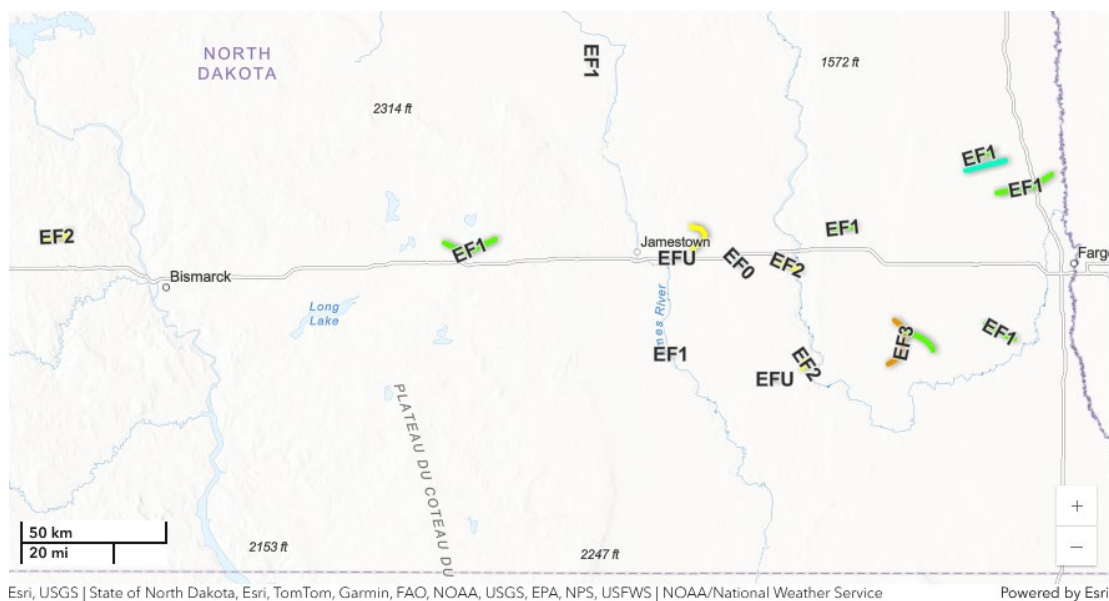 NORTH
DAKOTA
EF1
1572 ft
2314 ft
EF1
EF1
EF2
EF1
EF1
Jamestown
EFU
EF0
EF2
Fargo
Bismarck
Long
Lake
mes River
EF1
EF3
EF1
EF2
EFU
PLATEAU DU COTEAU DU
50 km
20 mi
2153 ft
2247 ft
+
−
Esri, USGS | State of North Dakota, Esri, TomTom, Garmin, FAO, NOAA, USGS, EPA, NPS, USFWS | NOAA/National Weather Service
Powered by Esri